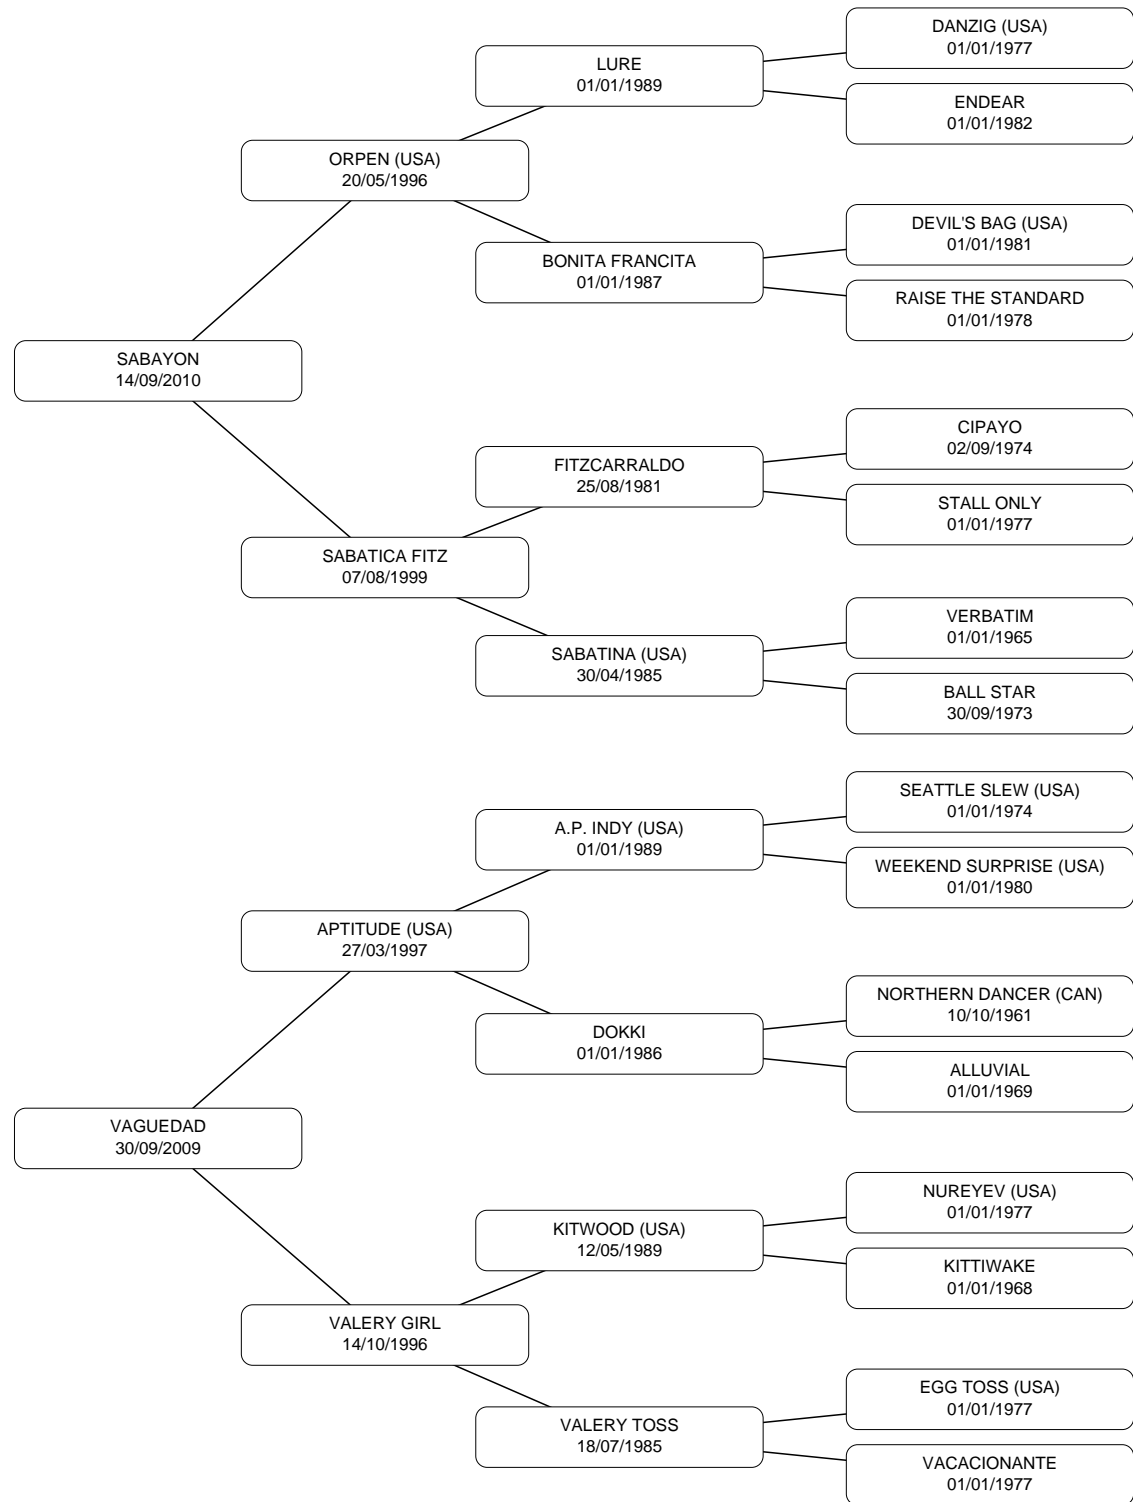 DANZIG (USA)
01/01/1977
LURE
01/01/1989
ENDEAR
01/01/1982
ORPEN (USA)
20/05/1996
DEVIL'S BAG (USA)
01/01/1981
BONITA FRANCITA
01/01/1987
RAISE THE STANDARD
01/01/1978
SABAYON
14/09/2010
CIPAYO
02/09/1974
FITZCARRALDO
25/08/1981
STALL ONLY
01/01/1977
SABATICA FITZ
07/08/1999
VERBATIM
01/01/1965
SABATINA (USA)
30/04/1985
BALL STAR
30/09/1973
SEATTLE SLEW (USA)
01/01/1974
A.P. INDY (USA)
01/01/1989
WEEKEND SURPRISE (USA)
01/01/1980
APTITUDE (USA)
27/03/1997
NORTHERN DANCER (CAN)
10/10/1961
DOKKI
01/01/1986
ALLUVIAL
01/01/1969
VAGUEDAD
30/09/2009
NUREYEV (USA)
01/01/1977
KITWOOD (USA)
12/05/1989
KITTIWAKE
01/01/1968
VALERY GIRL
14/10/1996
EGG TOSS (USA)
01/01/1977
VALERY TOSS
18/07/1985
VACACIONANTE
01/01/1977